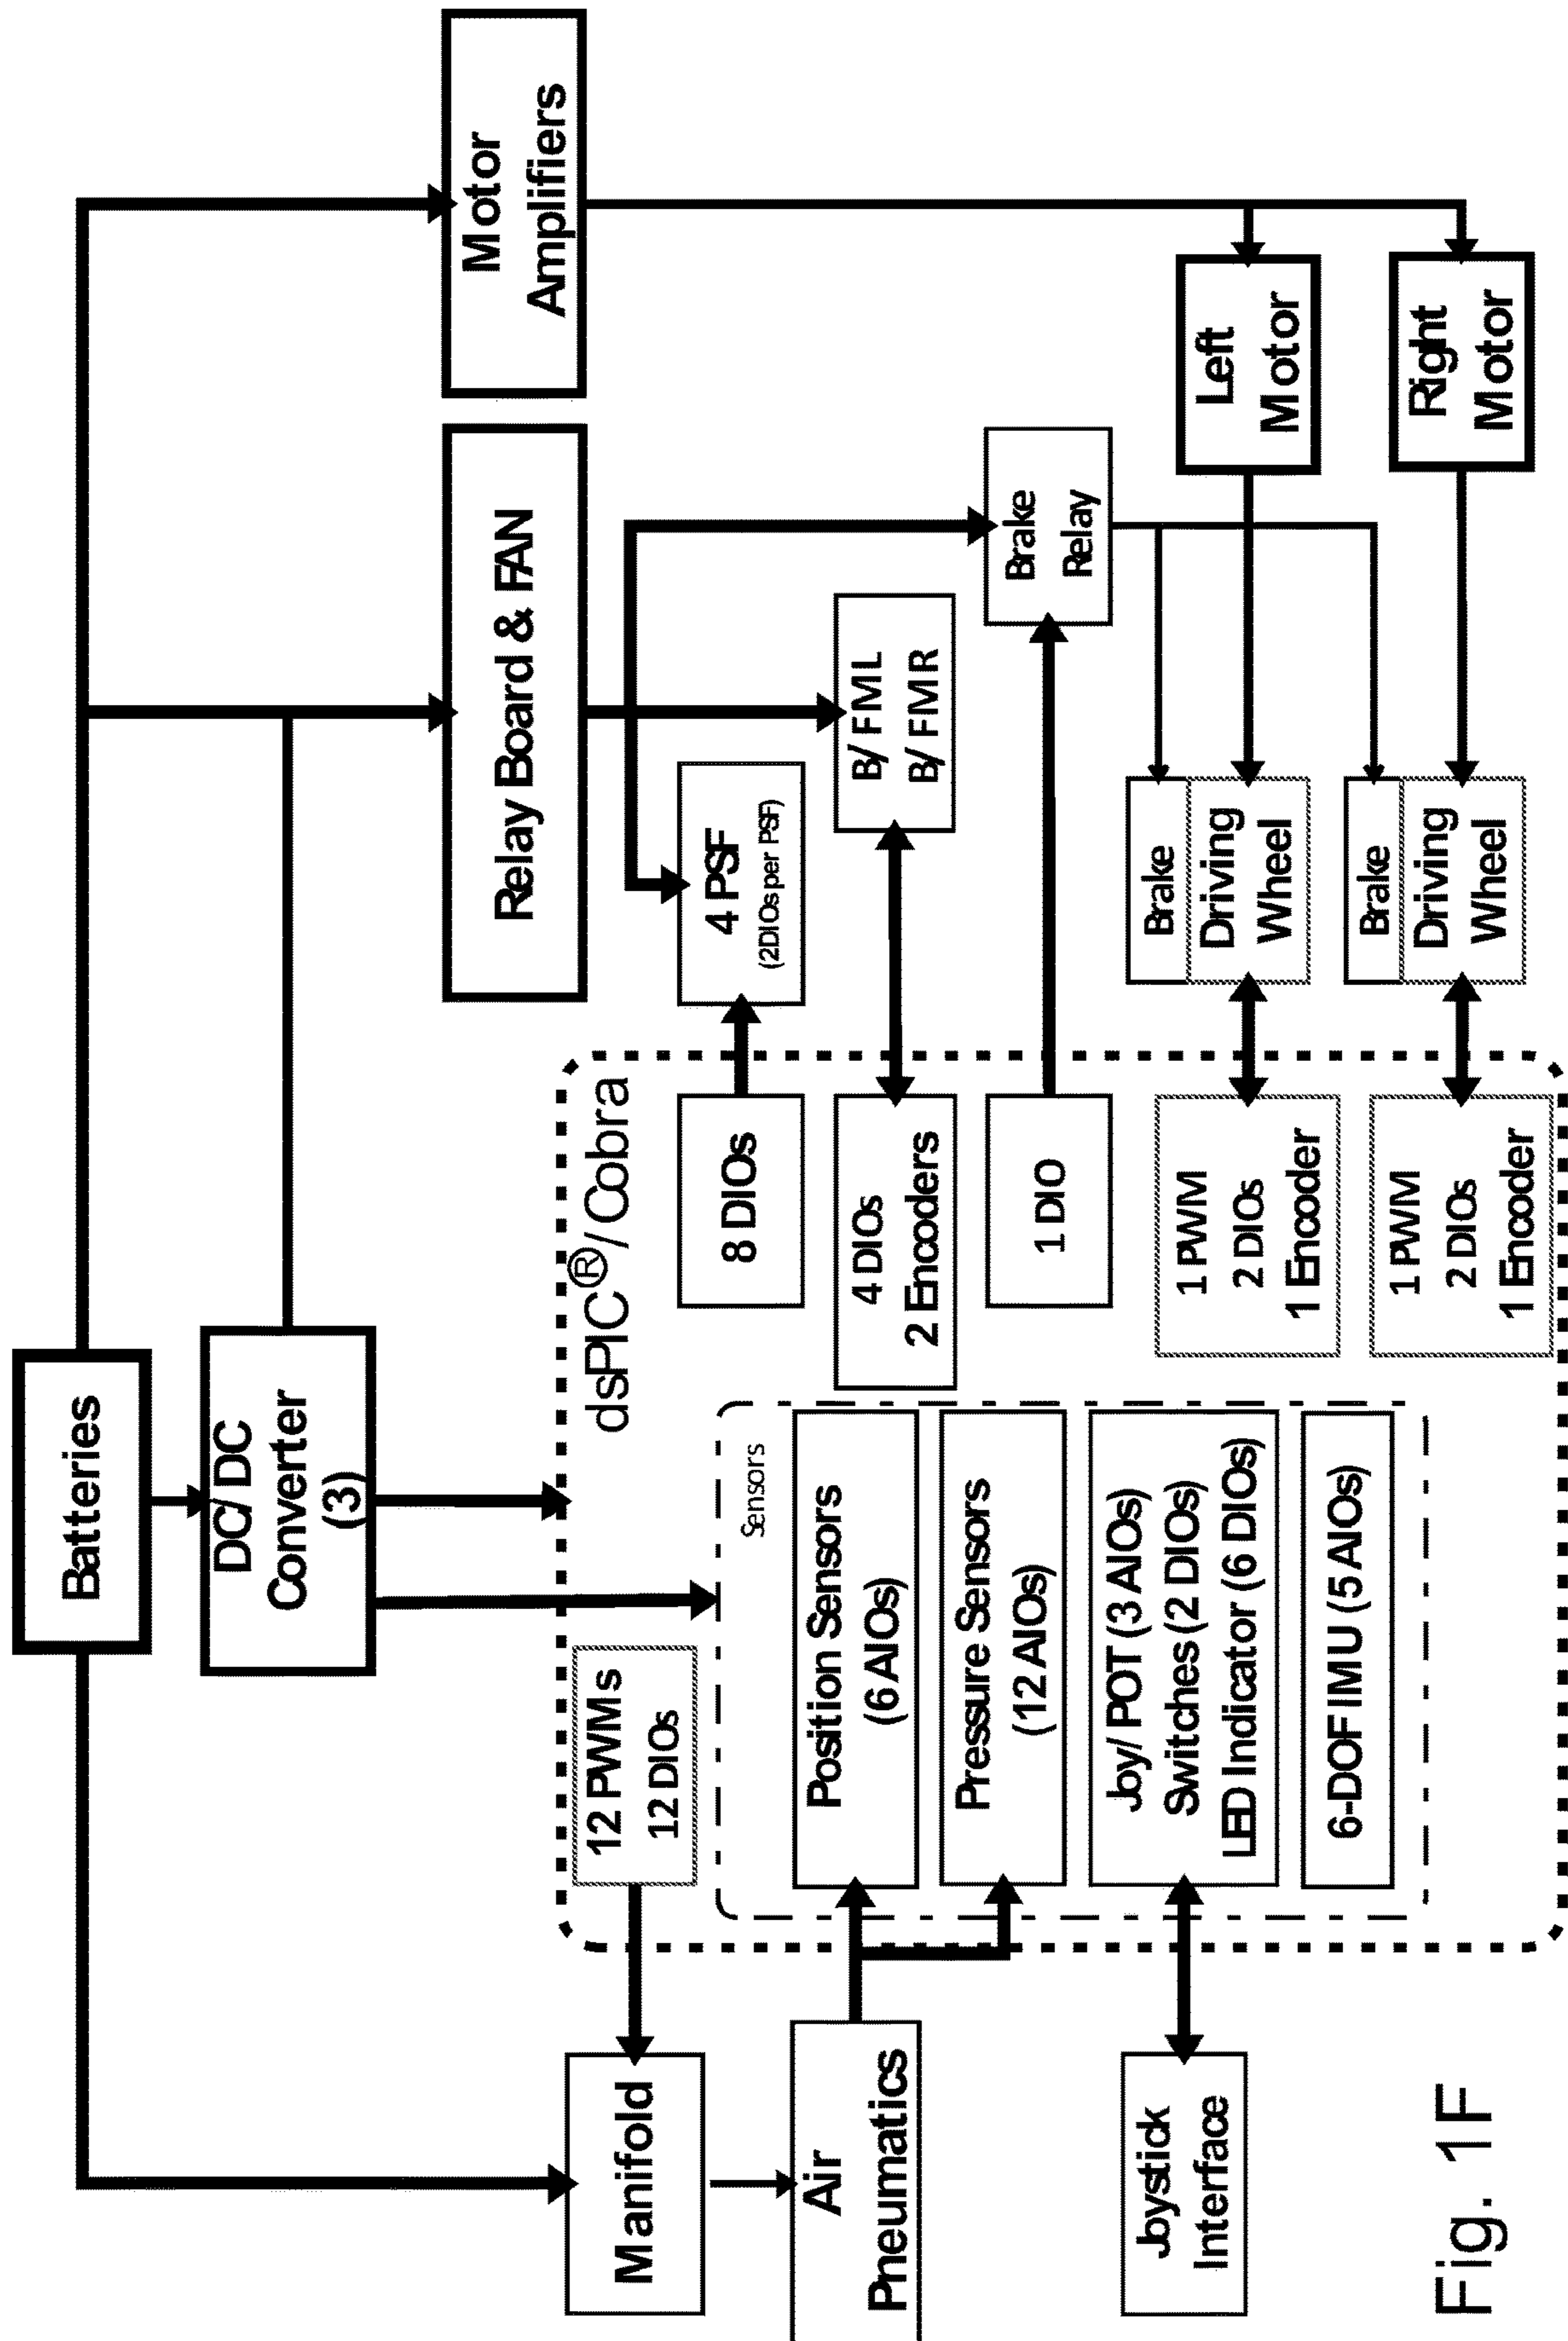 Batteries
DC/DC
Converter
(3)
Motor
Amplifiers
Relay Board & FAN
dsPIC®/Cobra
Manifold
12 PWMs
12 DIOs
8 DIOs
4 PSF
(2DIOs per PSF)
Sensors
Air
Pneumatics
Position Sensors
(6 AIOs)
4 DIOs
2 Encoders
B/FML
B/FMR
Pressure Sensors
(12 AIOs)
1 DIO
Brake
Relay
Joystick
Interface
Joy/POT (3 AIOs)
Switches (2 DIOs)
LED Indicator (6 DIOs)
1 PWM
2 DIOs
1 Encoder
Brake
Driving
Wheel
Left
Motor
6-DOF IMU (5 AIOs)
1 PWM
2 DIOs
1 Encoder
Brake
Driving
Wheel
Right
Motor
Fig. 1F